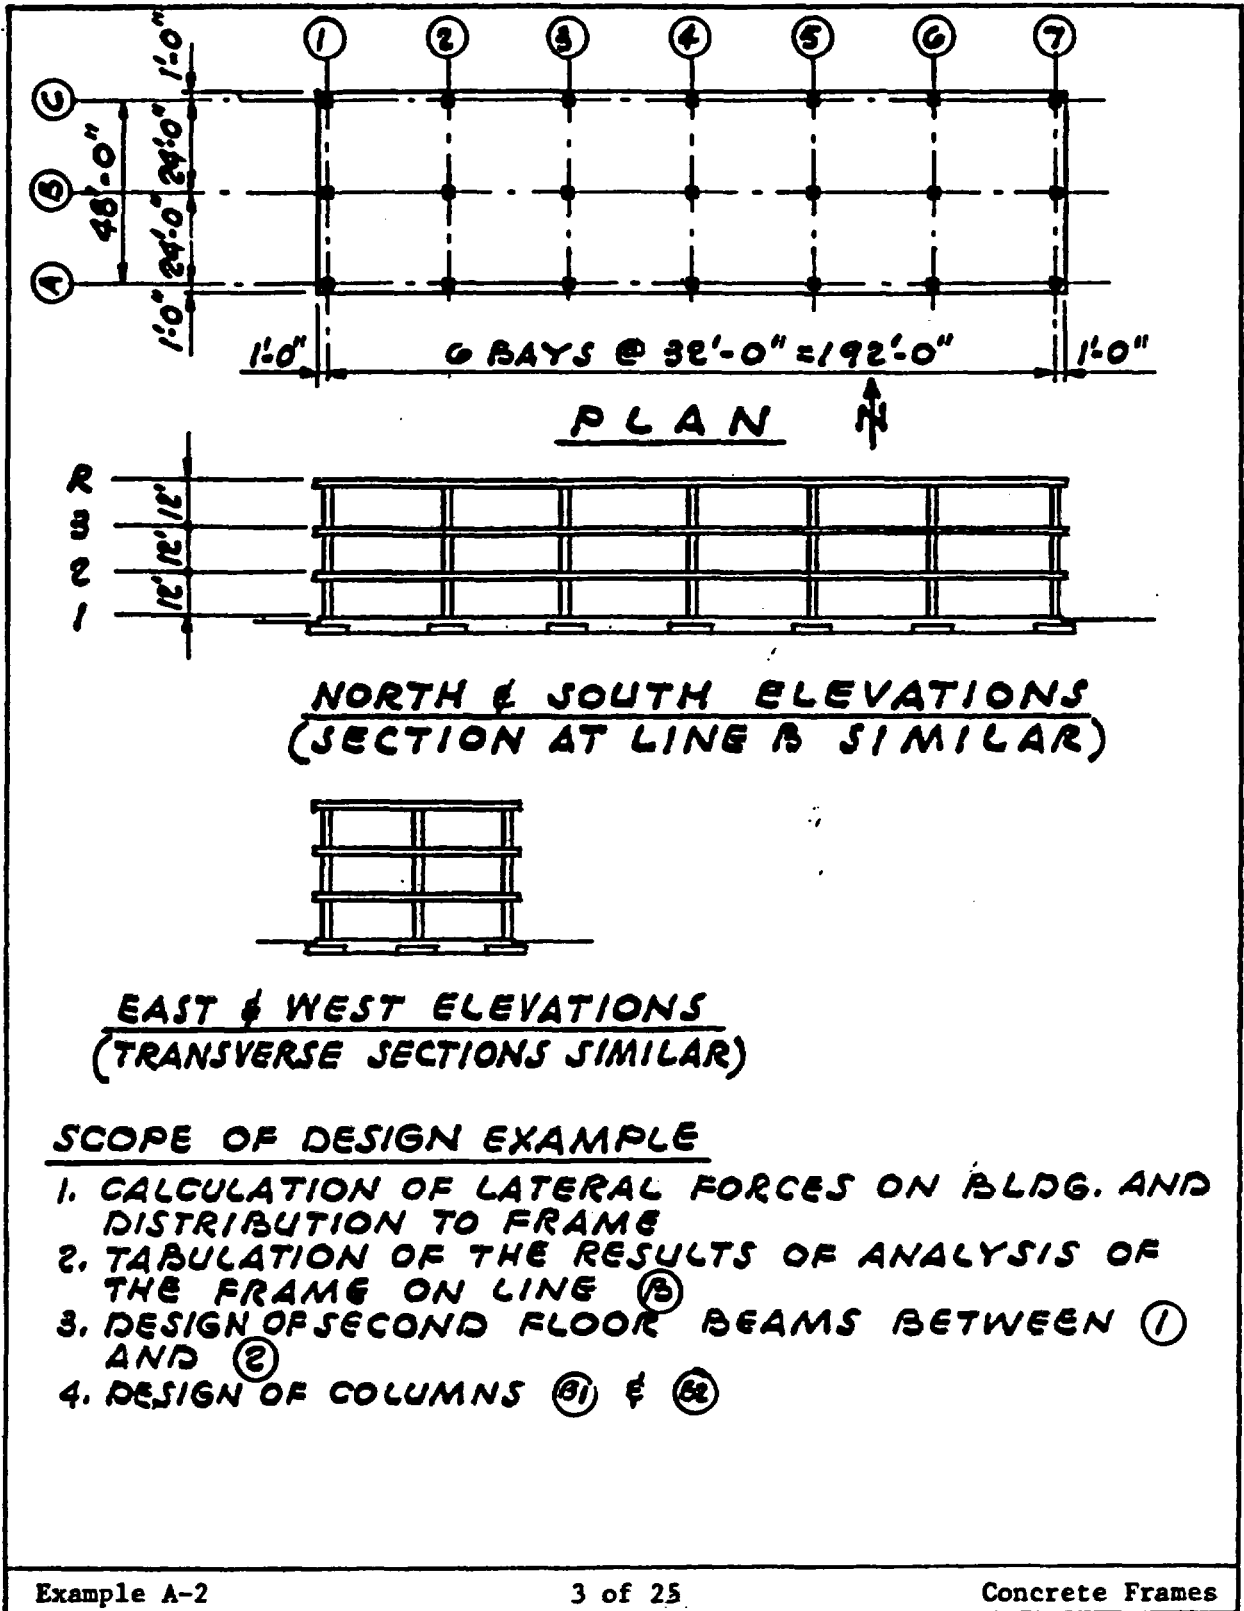 1 2 3 4 5 6 7
1'-0"
C
24'-0"
48'-0"
B
24'-0"
A
1'-0"
1'-0" 6 BAYS @ 32'-0" = 192'-0" 1'-0"
PLAN N
R
12'
3
12'
2
12'
1
NORTH & SOUTH ELEVATIONS
(SECTION AT LINE B SIMILAR)
EAST & WEST ELEVATIONS
(TRANSVERSE SECTIONS SIMILAR)
SCOPE OF DESIGN EXAMPLE
1. CALCULATION OF LATERAL FORCES ON BLDG. AND
DISTRIBUTION TO FRAME
2. TABULATION OF THE RESULTS OF ANALYSIS OF
THE FRAME ON LINE B
3. DESIGN OF SECOND FLOOR BEAMS BETWEEN 1
AND 2
4. DESIGN OF COLUMNS B1 & B2
Example A-2 3 of 25 Concrete Frames